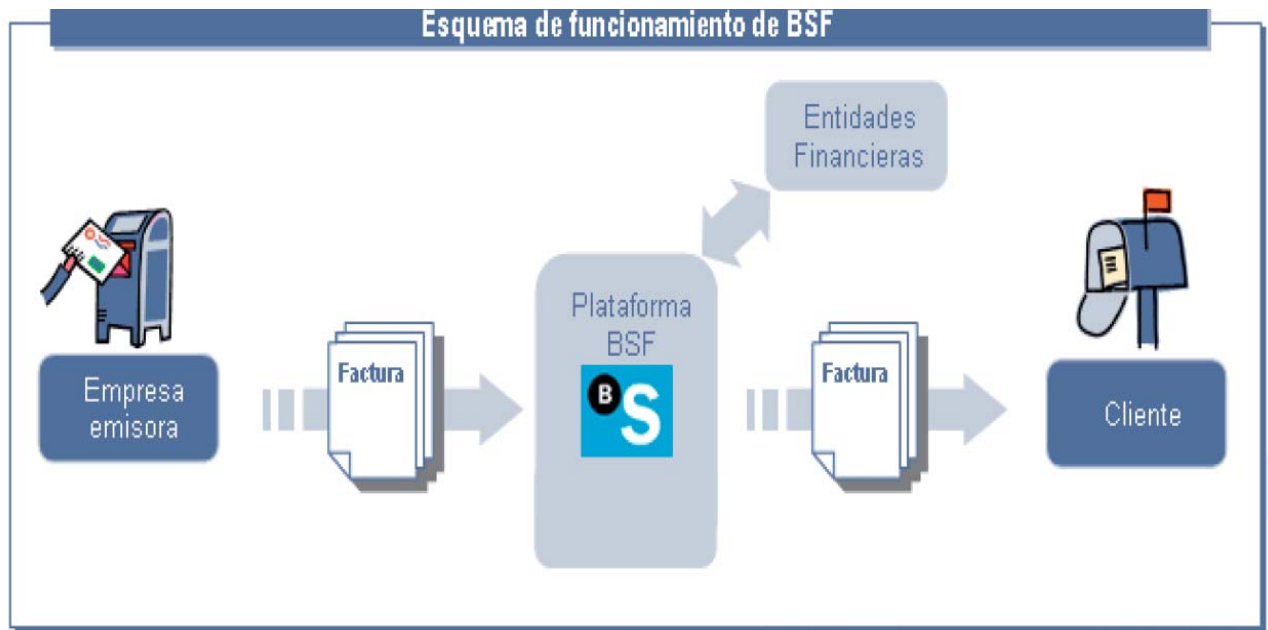 Esquema de funcionamiento de BSF
Entidades
Financieras
Plataforma
BSF
B S
Factura
Factura
Empresa
emisora
Cliente